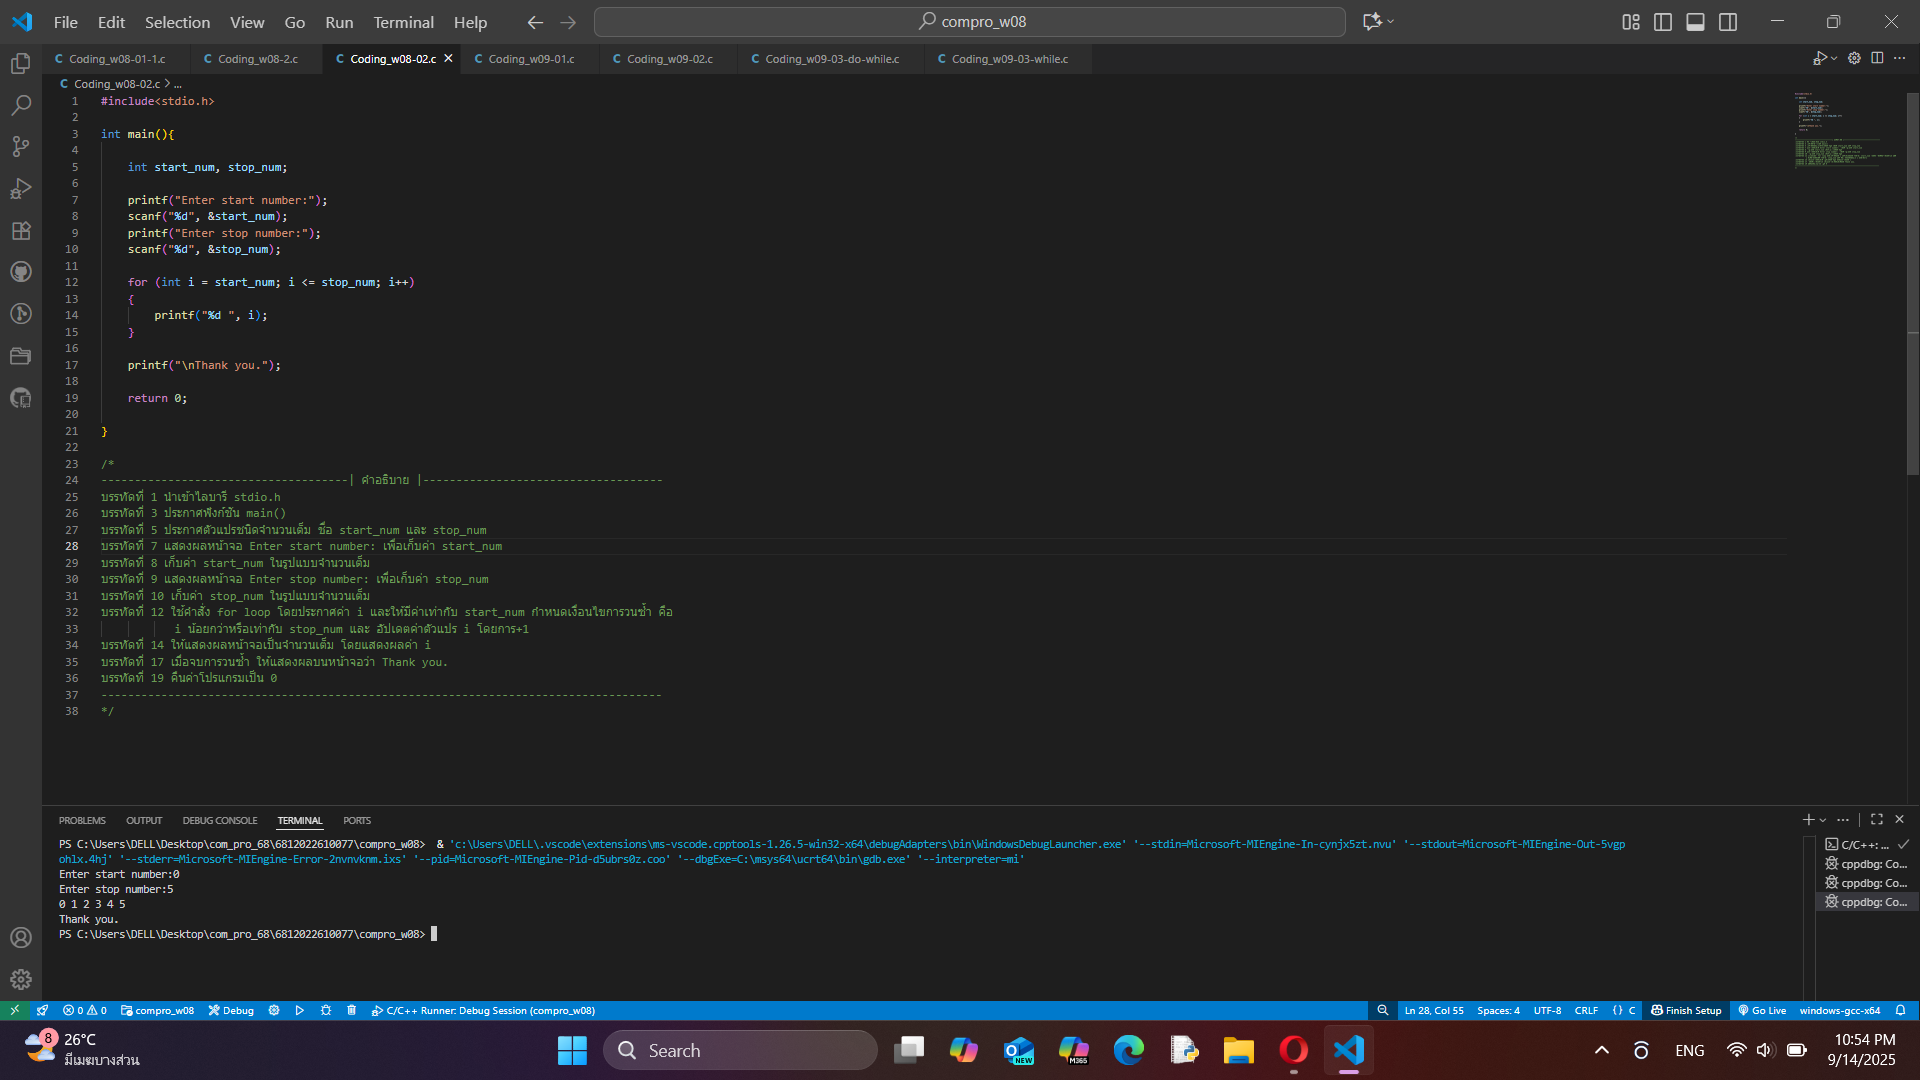 File Edit Selection View Go Run Terminal Help
compro_w08
Coding_w08-01-1.c
Coding_w08-2.c
Coding_w08-02.c
Coding_w09-01.c
Coding_w09-02.c
Coding_w09-03-do-while.c
Coding_w09-03-while.c
C Coding_w08-02.c > ...
1 #include<stdio.h>
2
3 int main(){
4
5 int start_num, stop_num;
6
7 printf("Enter start number:");
8 scanf("%d", &start_num);
9 printf("Enter stop number:");
10 scanf("%d", &stop_num);
11
12 for (int i = start_num; i <= stop_num; i++)
13 {
14 printf("%d ", i);
15 }
16
17 printf("\nThank you.");
18
19 return 0;
20
21 }
22
23 /*
24 -------------------------------------| คำอธิบาย |------------------------------------
25 บรรทัดที่ 1 นำเข้าไลบารี stdio.h
26 บรรทัดที่ 3 ประกาศฟังก์ชัน main()
27 บรรทัดที่ 5 ประกาศตัวแปรชนิดจำนวนเต็ม ชื่อ start_num และ stop_num
28 บรรทัดที่ 7 แสดงผลหน้าจอ Enter start number: เพื่อเก็บค่า start_num
29 บรรทัดที่ 8 เก็บค่า start_num ในรูปแบบจำนวนเต็ม
30 บรรทัดที่ 9 แสดงผลหน้าจอ Enter stop number: เพื่อเก็บค่า stop_num
31 บรรทัดที่ 10 เก็บค่า stop_num ในรูปแบบจำนวนเต็ม
32 บรรทัดที่ 12 ใช้คำสั่ง for loop โดยประกาศค่า i และให้มีค่าเท่ากับ start_num กำหนดเงื่อนไขการวนซ้ำ คือ
33 i น้อยกว่าหรือเท่ากับ stop_num และ อัปเดตค่าตัวแปร i โดยการ+1
34 บรรทัดที่ 14 ให้แสดงผลหน้าจอเป็นจำนวนเต็ม โดยแสดงผลค่า i
35 บรรทัดที่ 17 เมื่อจบการวนซ้ำ ให้แสดงผลบนหน้าจอว่า Thank you.
36 บรรทัดที่ 19 คืนค่าโปรแกรมเป็น 0
37 ------------------------------------------------------------------------------------
38 */
PROBLEMS OUTPUT DEBUG CONSOLE TERMINAL PORTS
PS C:\Users\DELL\Desktop\com_pro_68\6812022610077\compro_w08> & 'c:\Users\DELL\.vscode\extensions\ms-vscode.cpptools-1.26.5-win32-x64\debugAdapters\bin\WindowsDebugLauncher.exe' '--stdin=Microsoft-MIEngine-In-cynjx5zt.nvu' '--stdout=Microsoft-MIEngine-Out-5vgp
ohlx.4hj' '--stderr=Microsoft-MIEngine-Error-2nvnvknm.ixs' '--pid=Microsoft-MIEngine-Pid-d5ubrs0z.coo' '--dbgExe=C:\msys64\ucrt64\bin\gdb.exe' '--interpreter=mi'
Enter start number:0
Enter stop number:5
0 1 2 3 4 5
Thank you.
PS C:\Users\DELL\Desktop\com_pro_68\6812022610077\compro_w08>
C/C++: ...
cppdbg: Co...
cppdbg: Co...
cppdbg: Co...
0 0 compro_w08 Debug C/C++ Runner: Debug Session (compro_w08)
Ln 28, Col 55 Spaces: 4 UTF-8 CRLF {} C Finish Setup Go Live windows-gcc-x64
8 26°C
มีเมฆบางส่วน
Search
NEW
M365
ENG
10:54 PM
9/14/2025